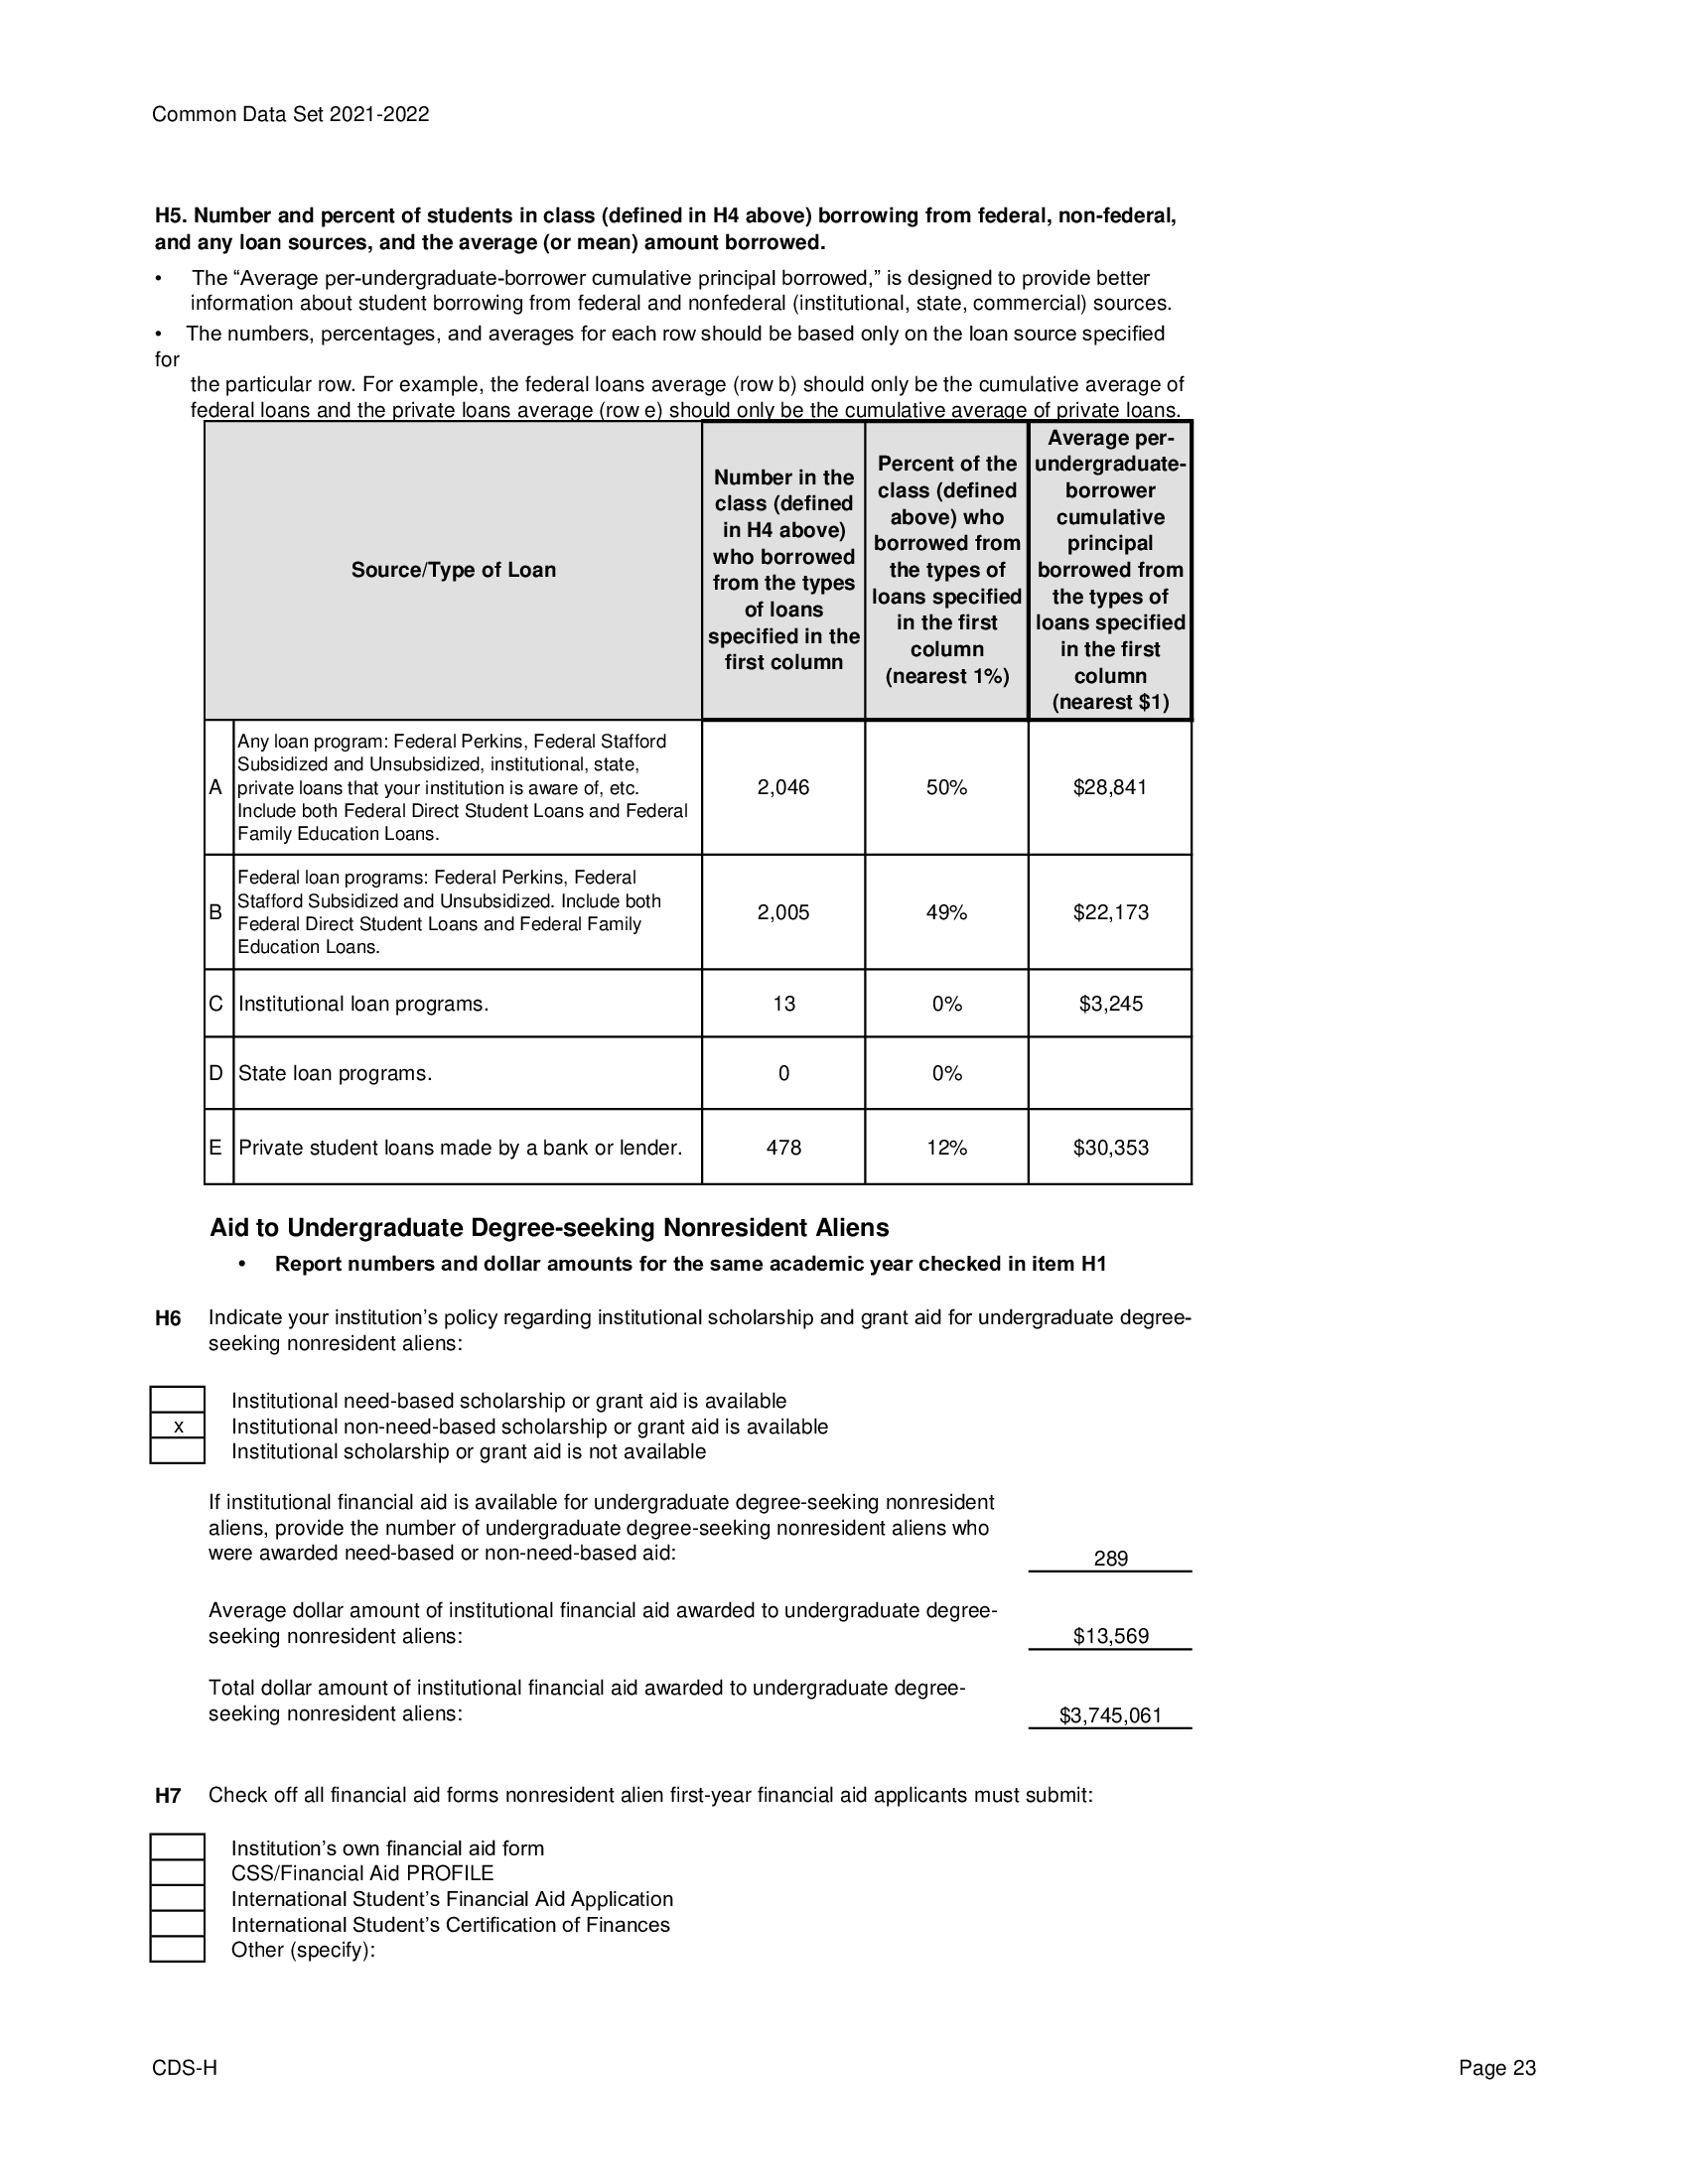 Common Data Set 2021-2022
H5. Number and percent of students in class (defined in H4 above) borrowing from federal, non-federal,
and any loan sources, and the average (or mean) amount borrowed.
• The “Average per-undergraduate-borrower cumulative principal borrowed,” is designed to provide better
information about student borrowing from federal and nonfederal (institutional, state, commercial) sources.
• The numbers, percentages, and averages for each row should be based only on the loan source specified
for
the particular row. For example, the federal loans average (row b) should only be the cumulative average of
federal loans and the private loans average (row e) should only be the cumulative average of private loans.
Source/Type of Loan
Number in the
class (defined
in H4 above)
who borrowed
from the types
of loans
specified in the
first column
Percent of the
class (defined
above) who
borrowed from
the types of
loans specified
in the first
column
(nearest 1%)
Average per-
undergraduate-
borrower
cumulative
principal
borrowed from
the types of
loans specified
in the first
column
(nearest $1)
A
Any loan program: Federal Perkins, Federal Stafford
Subsidized and Unsubsidized, institutional, state,
private loans that your institution is aware of, etc.
Include both Federal Direct Student Loans and Federal
Family Education Loans.
2,046 50% $28,841
B
Federal loan programs: Federal Perkins, Federal
Stafford Subsidized and Unsubsidized. Include both
Federal Direct Student Loans and Federal Family
Education Loans.
2,005 49% $22,173
C Institutional loan programs. 13 0% $3,245
D State loan programs. 0 0%
E Private student loans made by a bank or lender. 478 12% $30,353
Aid to Undergraduate Degree-seeking Nonresident Aliens
• Report numbers and dollar amounts for the same academic year checked in item H1
H6 Indicate your institution’s policy regarding institutional scholarship and grant aid for undergraduate degree-
seeking nonresident aliens:
Institutional need-based scholarship or grant aid is available
x Institutional non-need-based scholarship or grant aid is available
Institutional scholarship or grant aid is not available
If institutional financial aid is available for undergraduate degree-seeking nonresident
aliens, provide the number of undergraduate degree-seeking nonresident aliens who
were awarded need-based or non-need-based aid: 289
Average dollar amount of institutional financial aid awarded to undergraduate degree-
seeking nonresident aliens: $13,569
Total dollar amount of institutional financial aid awarded to undergraduate degree-
seeking nonresident aliens: $3,745,061
H7 Check off all financial aid forms nonresident alien first-year financial aid applicants must submit:
Institution’s own financial aid form
CSS/Financial Aid PROFILE
International Student’s Financial Aid Application
International Student’s Certification of Finances
Other (specify):
CDS-H Page 23